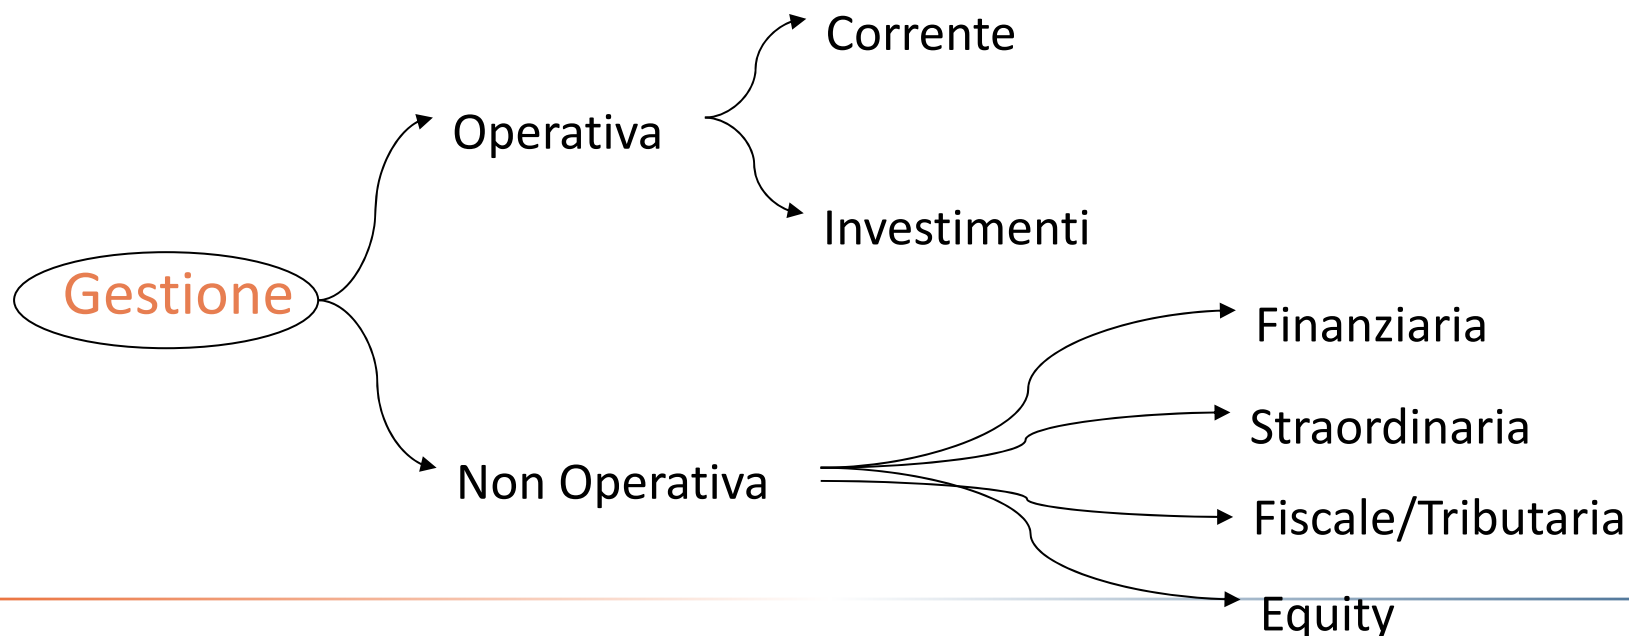 Corrente
Operativa
Investimenti
Gestione
Finanziaria
Straordinaria
Non Operativa
Fiscale/Tributaria
Equity